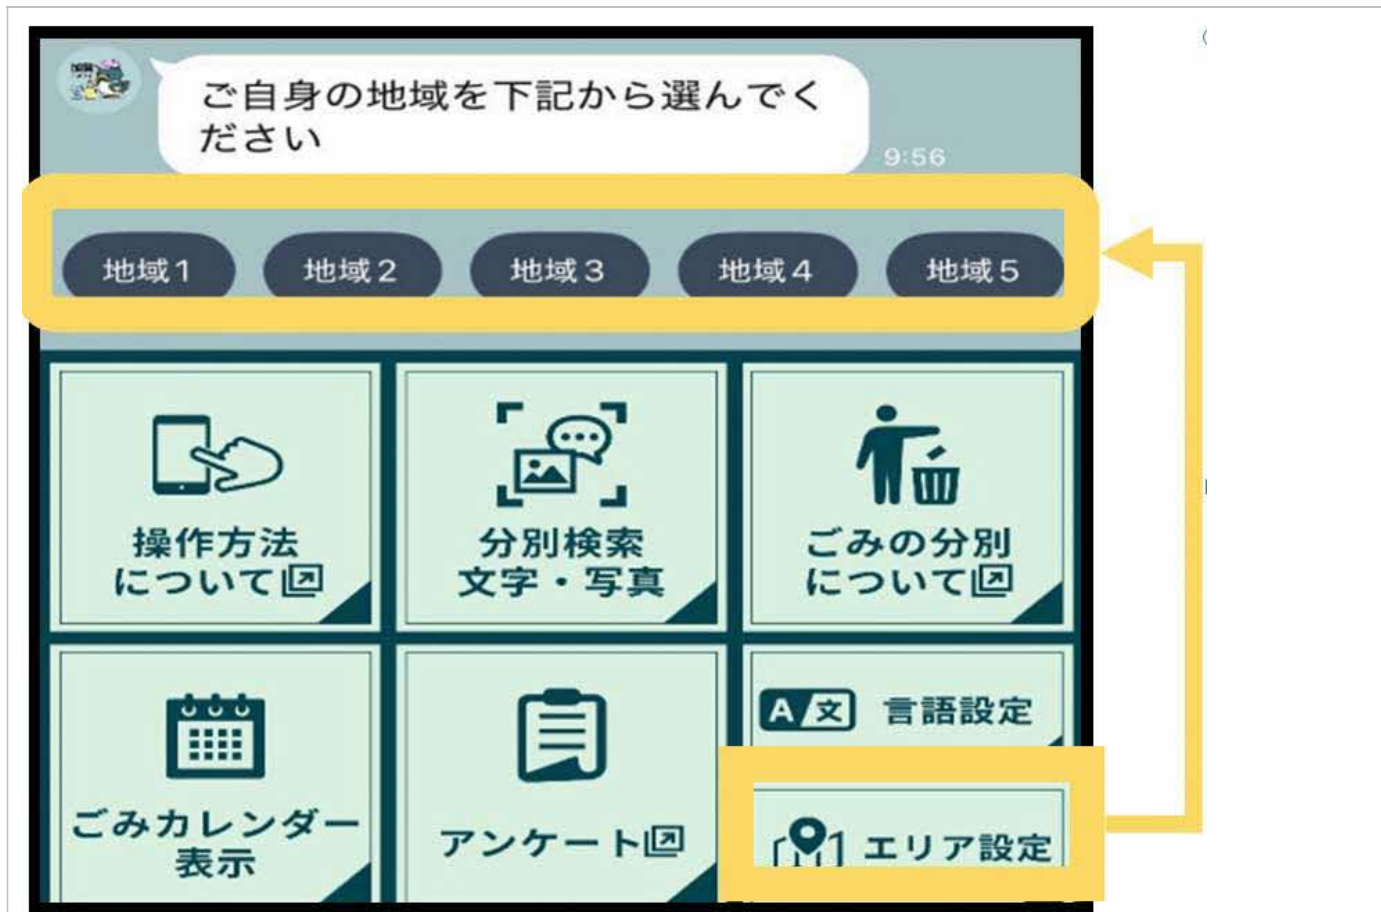 ご自身の地域を下記から選んでく
ださい
9:56
地域1
地域2
地域3
地域4
地域5
操作方法
について
分別検索
文字・写真
ごみの分別
について
ごみカレンダー
表示
アンケート
A/文 言語設定
エリア設定